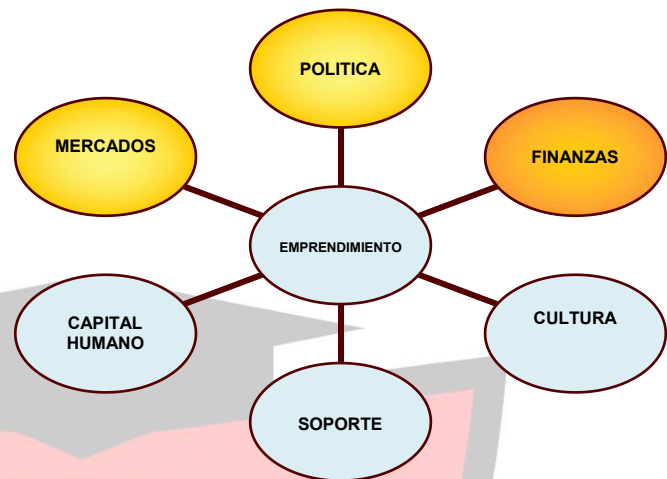 POLITICA
MERCADOS
FINANZAS
EMPRENDIMIENTO
CAPITAL
HUMANO
CULTURA
SOPORTE